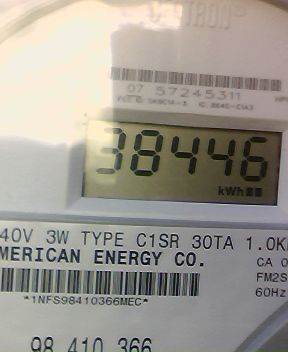 CENTRON®
07 57245311
38446
kWh
40V 3W TYPE C1SR 30TA 1.0K
MERICAN ENERGY CO.
CA 0
FM2S
*1NFS98410366MEC*
60Hz
98 410 366